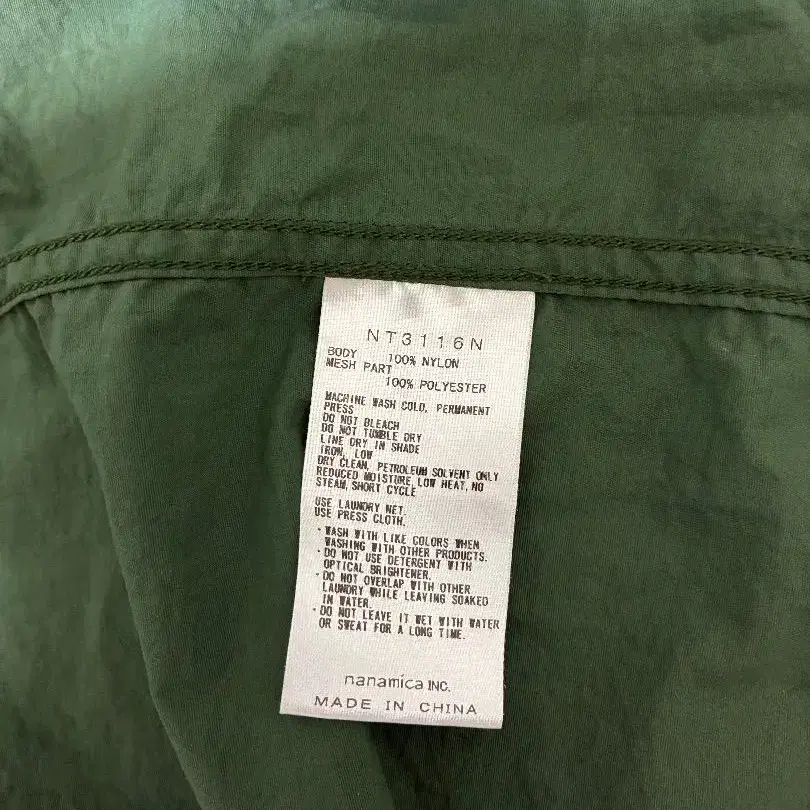 NT3116N
BODY 100% NYLON
MESH PART
100% POLYESTER
MACHINE WASH COLD, PERMANENT
PRESS
DO NOT BLEACH
DO NOT TUMBLE DRY
LINE DRY IN SHADE
IRON, LOW
DRY CLEAN, PETROLEUM SOLVENT ONLY
REDUCED MOISTURE, LOW HEAT, NO
STEAM, SHORT CYCLE
USE LAUNDRY NET.
USE PRESS CLOTH.
・WASH WITH LIKE COLORS WHEN
WASHING WITH OTHER PRODUCTS.
・DO NOT USE DETERGENT WITH
OPTICAL BRIGHTENER.
・DO NOT OVERLAP WITH OTHER
LAUNDRY WHILE LEAVING SOAKED
IN WATER.
・DO NOT LEAVE IT WET WITH WATER
OR SWEAT FOR A LONG TIME.
nanamica INC.
MADE IN CHINA